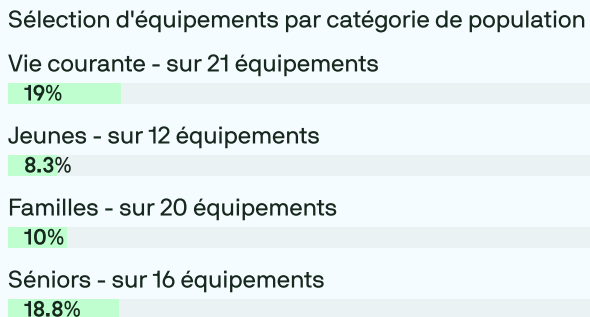 Sélection d'équipements par catégorie de population
Vie courante - sur 21 équipements
19%
Jeunes - sur 12 équipements
8.3%
Familles - sur 20 équipements
10%
Séniors - sur 16 équipements
18.8%